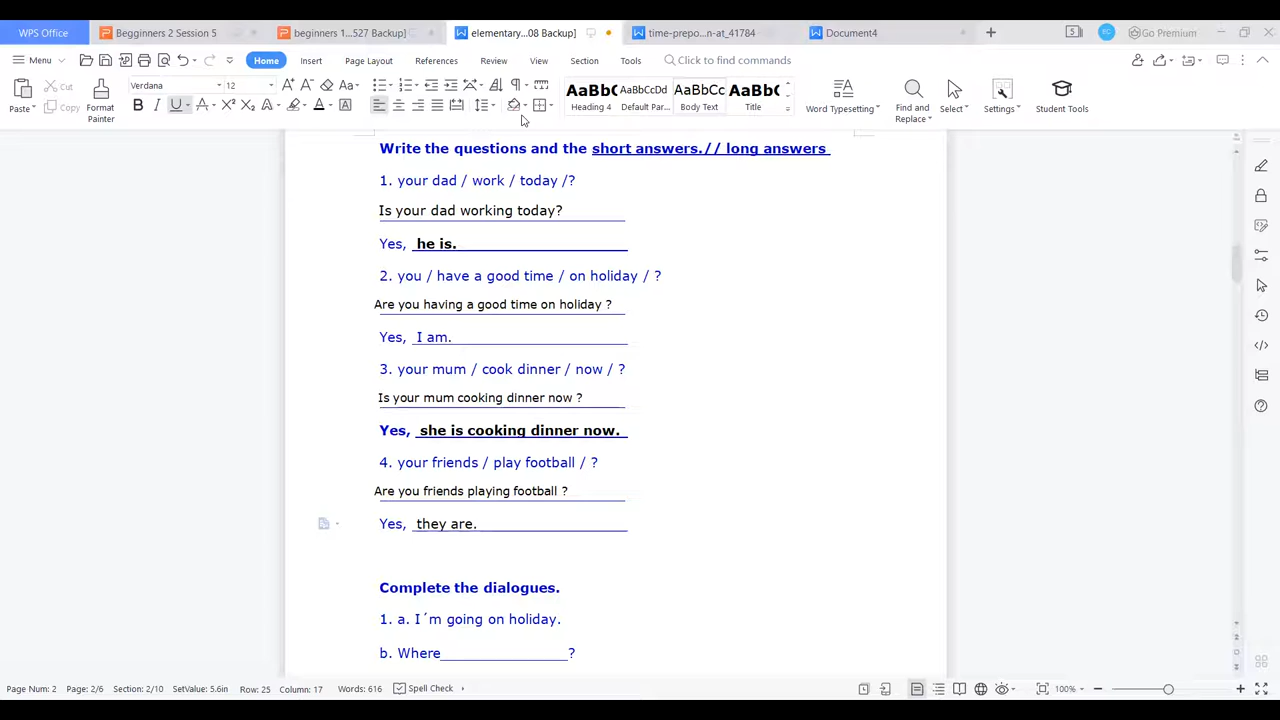 WPS Office
Begginners 2 Session 5
beginners 1...527 Backup]
elementary...08 Backup]
time-prepo...n-at_41784
Document4
Go Premium
Menu
Home
Insert
Page Layout
References
Review
View
Section
Tools
Click to find commands
Paste
Cut
Copy
Format Painter
Verdana
12
AaBb(
Heading 4
AaBbCcDd
Default Par...
AaBbCc
Body Text
AaBb(
Title
Word Typesetting
Find and Replace
Select
Settings
Student Tools
Write the questions and the short answers.// long answers
1. your dad / work / today /?
Is your dad working today?
Yes, he is.
2. you / have a good time / on holiday / ?
Are you having a good time on holiday ?
Yes, I am.
3. your mum / cook dinner / now / ?
Is your mum cooking dinner now ?
Yes, she is cooking dinner now.
4. your friends / play football / ?
Are you friends playing football ?
Yes, they are.
Complete the dialogues.
1. a. I´m going on holiday.
b. Where________________?
Page Num: 2 Page: 2/6 Section: 2/10 SetValue: 5.6in Row: 25 Column: 17 Words: 616 Spell Check 100%